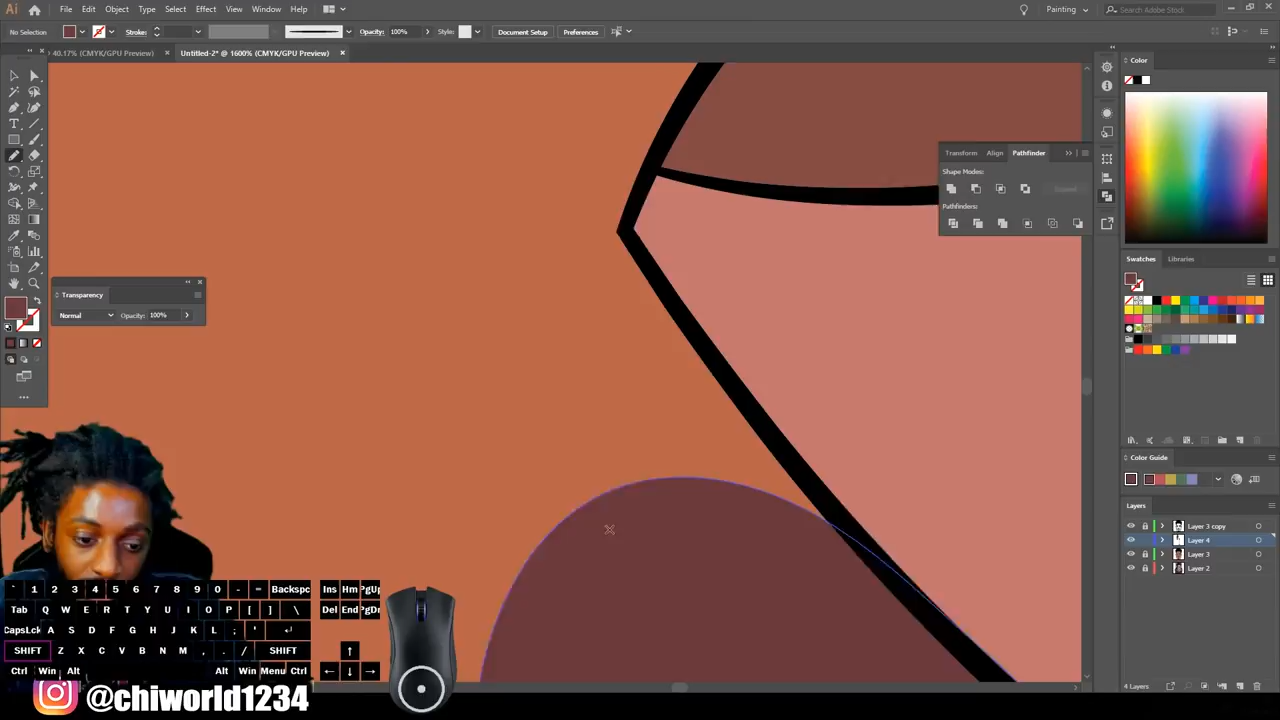 Ai File Edit Object Type Select Effect View Window Help
Painting
Search Adobe Stock
No Selection Stroke: Opacity: 100% Style: Document Setup Preferences
40.17% (CMYK/GPU Preview) × Untitled-2* @ 1600% (CMYK/GPU Preview) ×
Color
Transform Align Pathfinder
Shape Modes:
Expand
Pathfinders:
Swatches Libraries
Transparency
Normal Opacity: 100%
Color Guide
Layers
Layer 3 copy
Layer 4
Layer 3
Layer 2
4 Layers
` 1 2 3 4 5 6 7 8 9 0 - = Backspc Ins Hm PgUp
Tab Q W E R T Y U I O P [ ] \ Del End PgDn
CapsLck A S D F G H J K L ; ' ↵
SHIFT Z X C V B N M , . / SHIFT ↑
Ctrl Win Alt Alt Win Menu Ctrl ← ↓ →
@chiworld1234